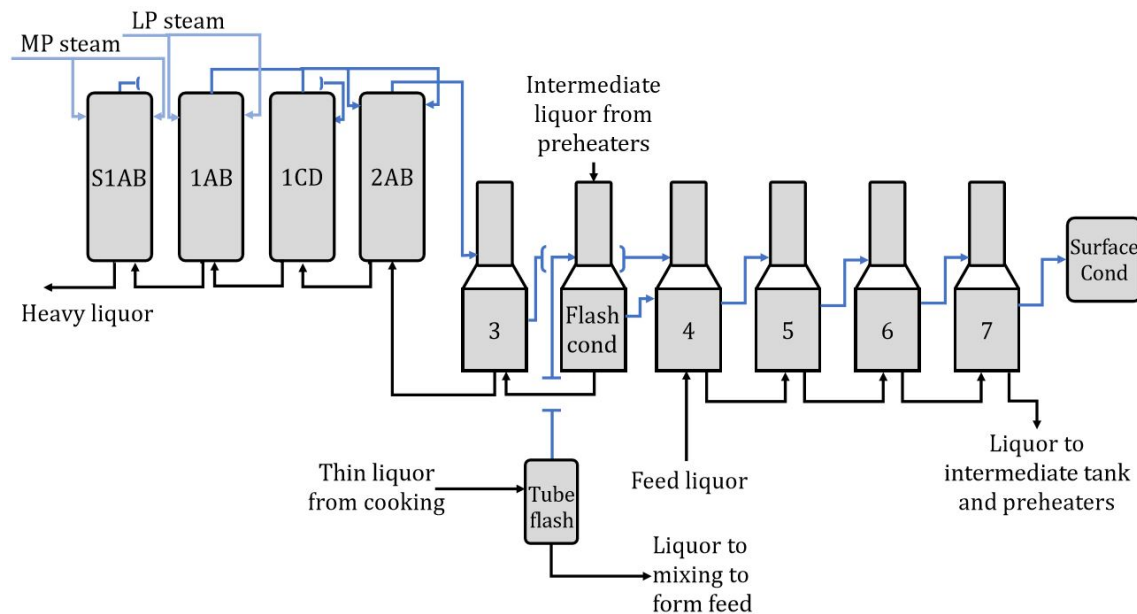 LP steam
MP steam
S1AB
1AB
1CD
2AB
Intermediate
liquor from
preheaters
Surface
Cond
3
Flash
cond
4
5
6
7
Heavy liquor
Thin liquor
from cooking
Tube
flash
Feed liquor
Liquor to
intermediate tank
and preheaters
Liquor to
mixing to
form feed